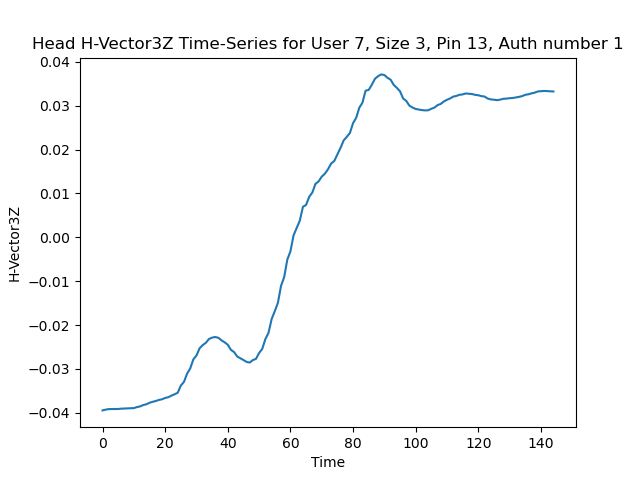 Head H-Vector3Z Time-Series for User 7, Size 3, Pin 13, Auth number 1
0.04
0.03
0.02
0.01
0.00
−0.01
−0.02
−0.03
−0.04
H-Vector3Z
0 20 40 60 80 100 120 140
Time